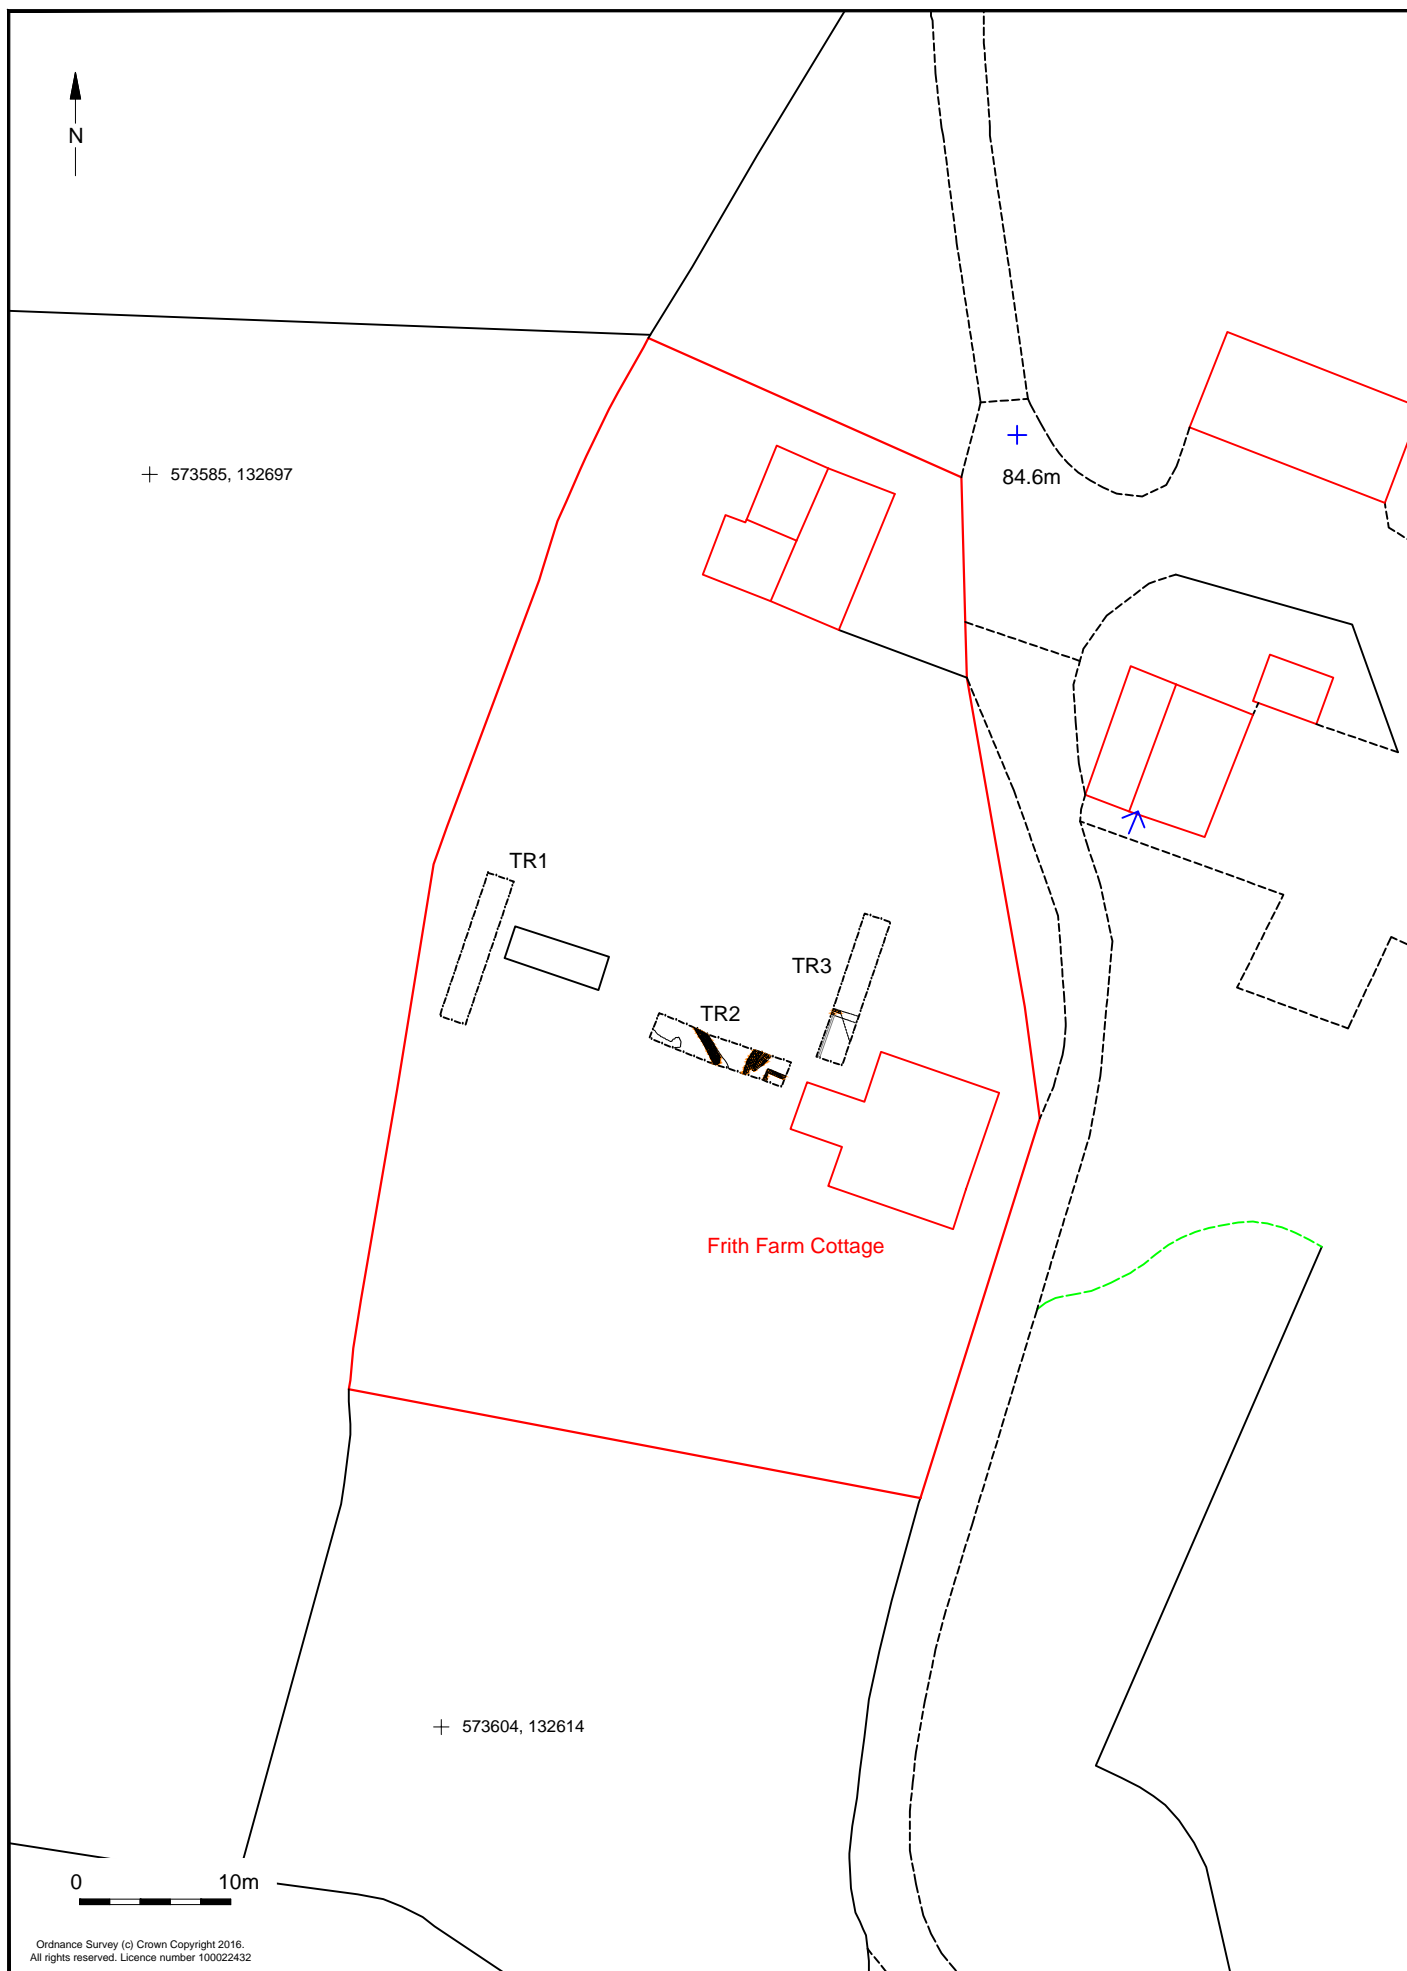 N
573585, 132697
84.6m
TR1
TR3
TR2
Frith Farm Cottage
573604, 132614
0 10m
Ordnance Survey (c) Crown Copyright 2016.
All rights reserved. Licence number 100022432